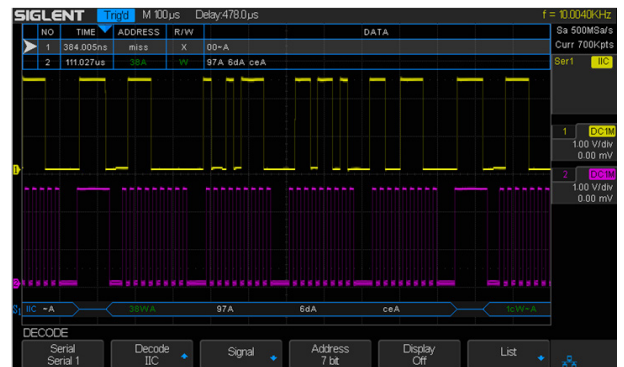 SIGLENT Trig'd M 100µs Delay:478.0µs f = 10.0040KHz
NO TIME ADDRESS R/W DATA
Sa 500MSa/s
Curr 700Kpts
1 384.005ns miss X 00~A
2 111.027us 38A W 97A 6dA ceA
Ser1 IIC
1 DC1M
1.00 V/div
0.00 mV
2 DC1M
1.00 V/div
0.00 mV
1
2
S1 IIC ~A 38WA 97A 6dA ceA 1cW~A
DECODE
Serial Decode Signal Address Display List
Serial 1 IIC 7 bit Off